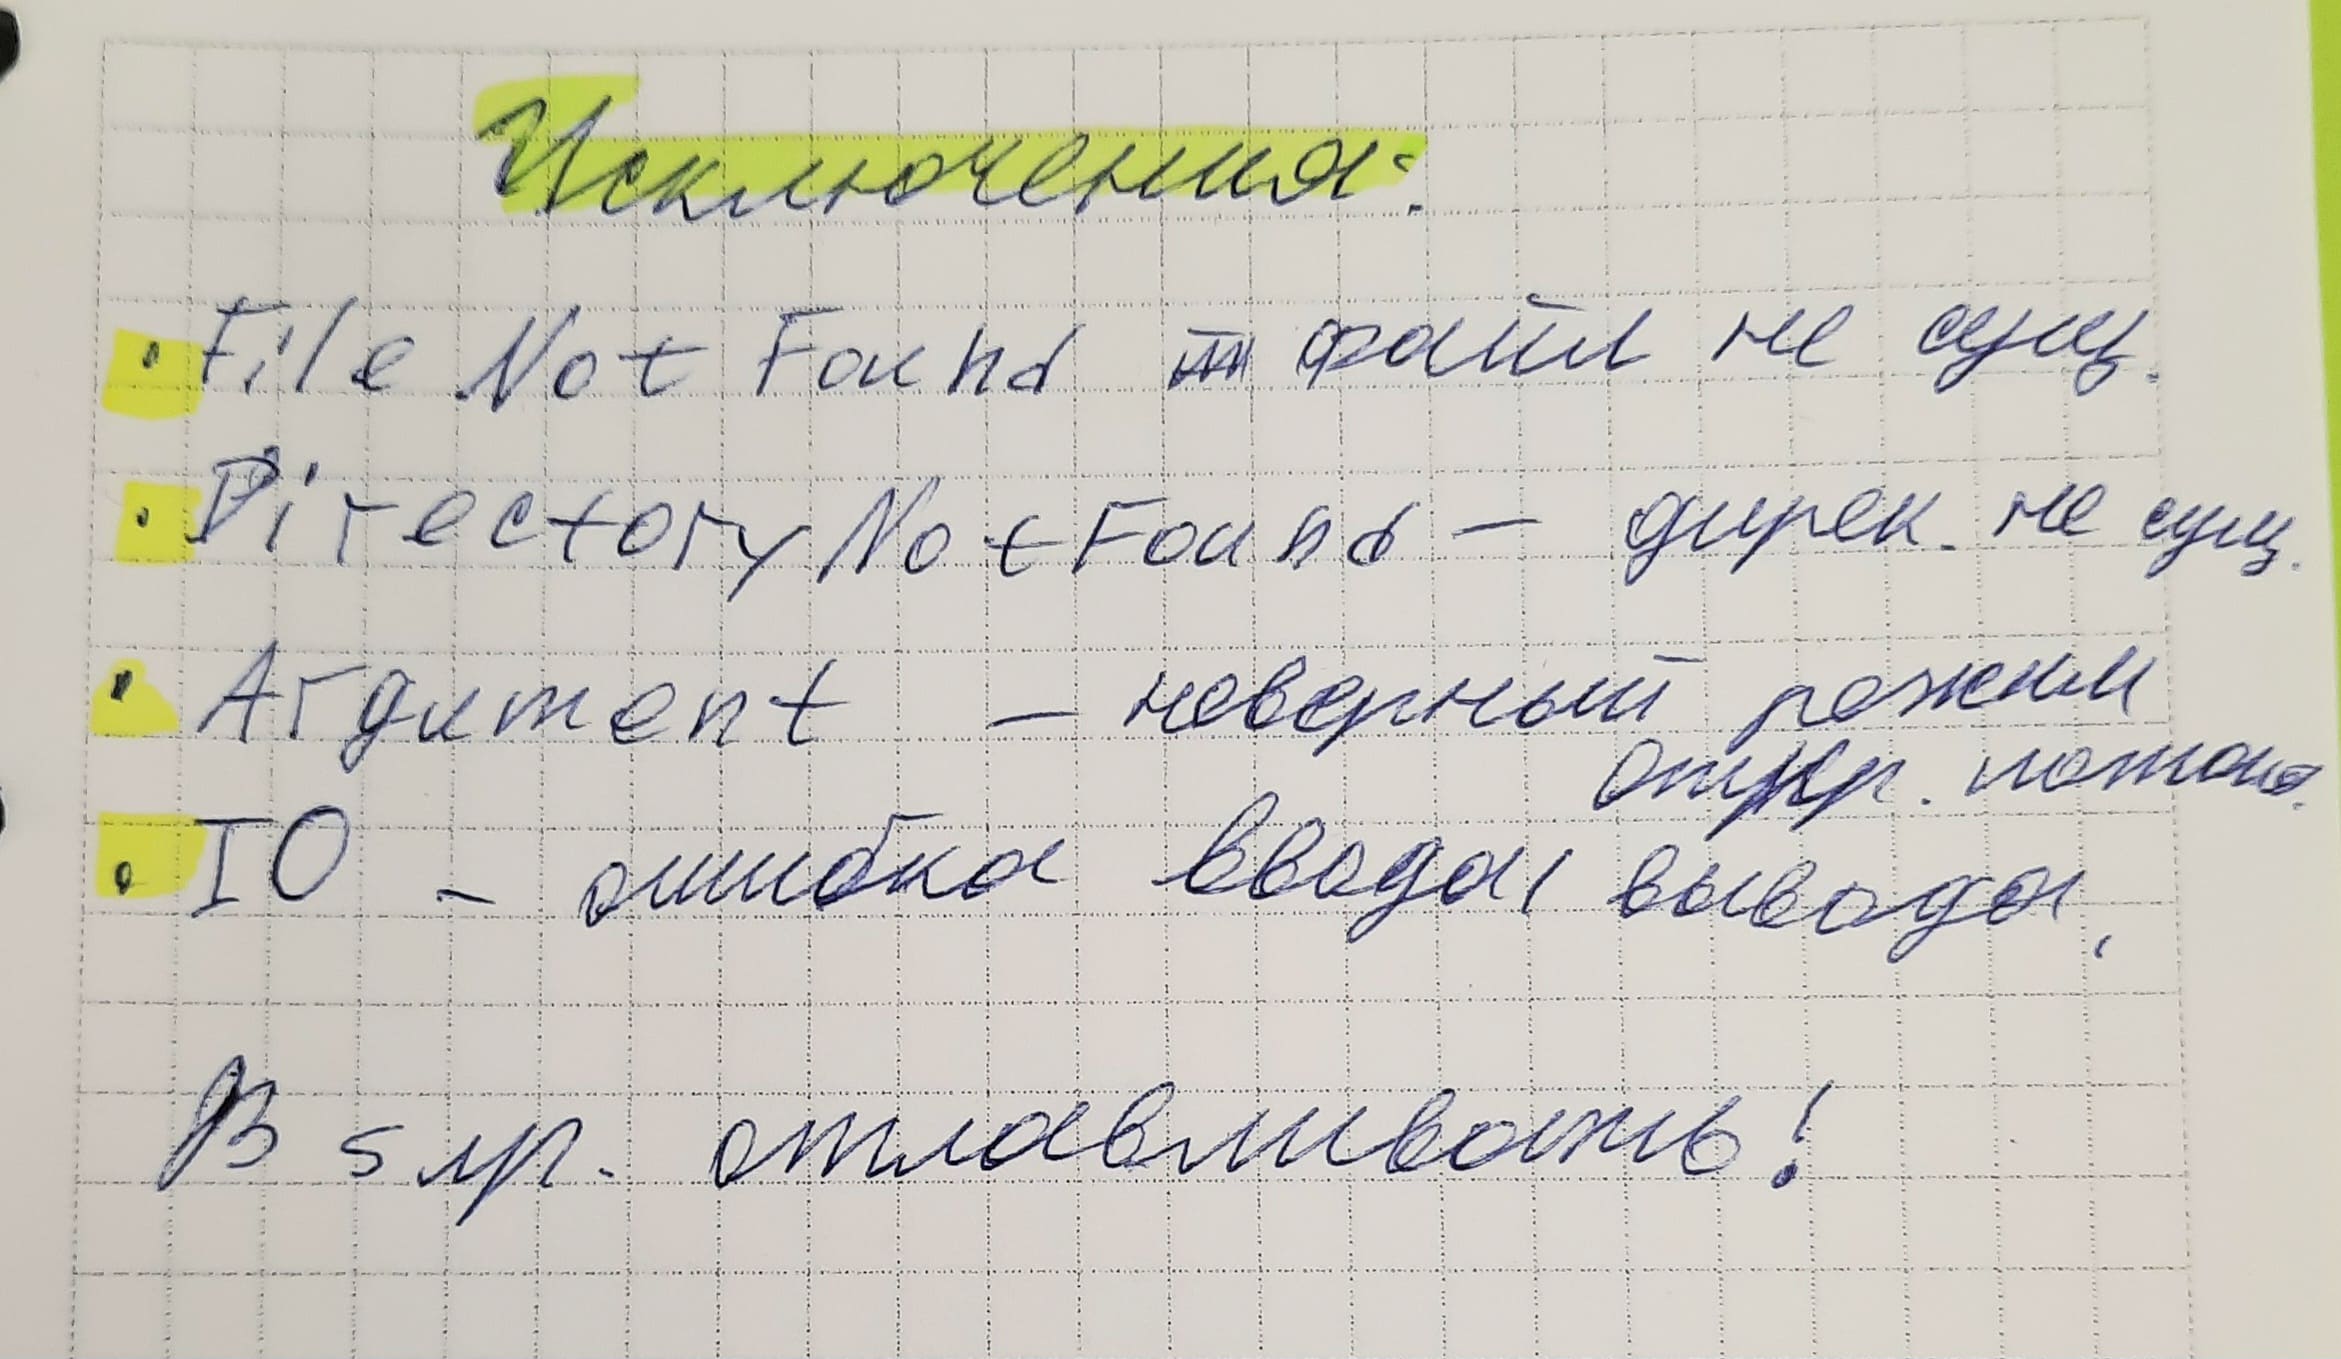 Исключения:
• File Not Found файл не сущ.
• Directory Not Found – дирек. не сущ.
• Argument – неверный режим
откр. потока.
• IO – ошибка ввода/вывода,
В 5 лр. отлавливать!